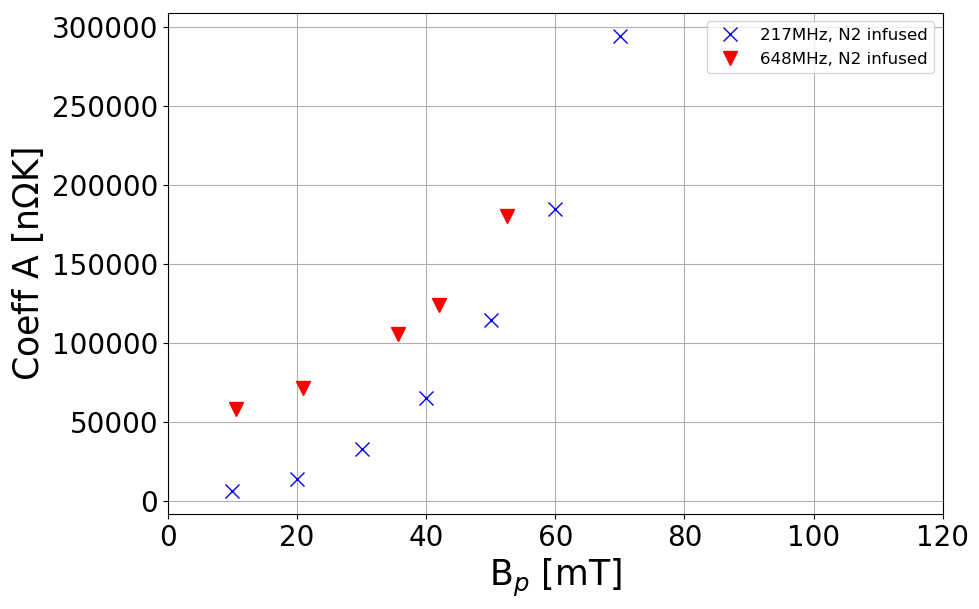 300000
250000
200000
150000
100000
50000
0
Coeff A [nΩK]
217MHz, N2 infused
648MHz, N2 infused
0 20 40 60 80 100 120
Bₚ [mT]